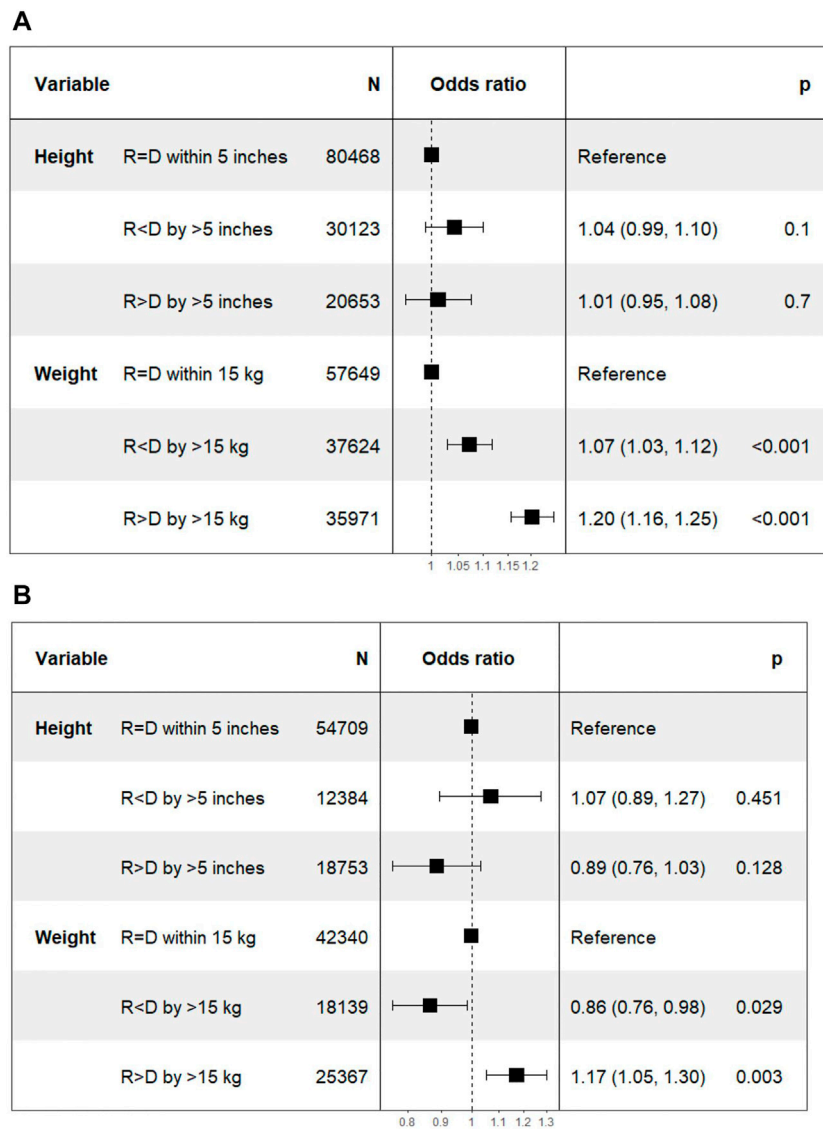 A
Variable N Odds ratio p
Height R=D within 5 inches 80468 Reference
R<D by >5 inches 30123 1.04 (0.99, 1.10) 0.1
R>D by >5 inches 20653 1.01 (0.95, 1.08) 0.7
Weight R=D within 15 kg 57649 Reference
R<D by >15 kg 37624 1.07 (1.03, 1.12) <0.001
R>D by >15 kg 35971 1.20 (1.16, 1.25) <0.001
1 1.05 1.1 1.15 1.2
B
Variable N Odds ratio p
Height R=D within 5 inches 54709 Reference
R<D by >5 inches 12384 1.07 (0.89, 1.27) 0.451
R>D by >5 inches 18753 0.89 (0.76, 1.03) 0.128
Weight R=D within 15 kg 42340 Reference
R<D by >15 kg 18139 0.86 (0.76, 0.98) 0.029
R>D by >15 kg 25367 1.17 (1.05, 1.30) 0.003
0.8 0.9 1 1.1 1.2 1.3